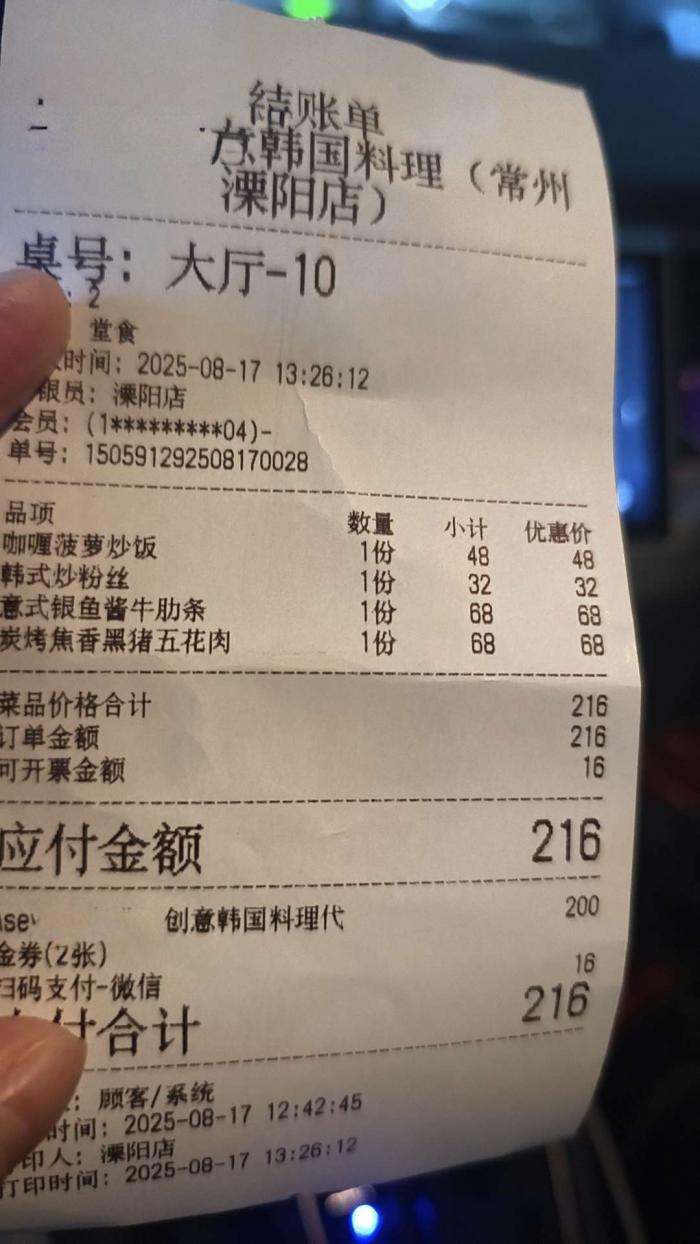 结账单
意韩国料理（常州
溧阳店）
桌号：大厅-10
：2
堂食
时间：2025-08-17 13:26:12
银员：溧阳店
会员：(1*********04)-
单号：150591292508170028
品项 数量 小计 优惠价
咖喱菠萝炒饭 1份 48 48
韩式炒粉丝 1份 32 32
意式银鱼酱牛肋条 1份 68 68
炭烤焦香黑猪五花肉 1份 68 68
菜品价格合计 216
订单金额 216
可开票金额 16
应付金额 216
创意韩国料理代 200
金券(2张)
扫码支付-微信 16
付合计 216
：顾客/系统
时间：2025-08-17 12:42:45
印人：溧阳店
打印时间：2025-08-17 13:26:12